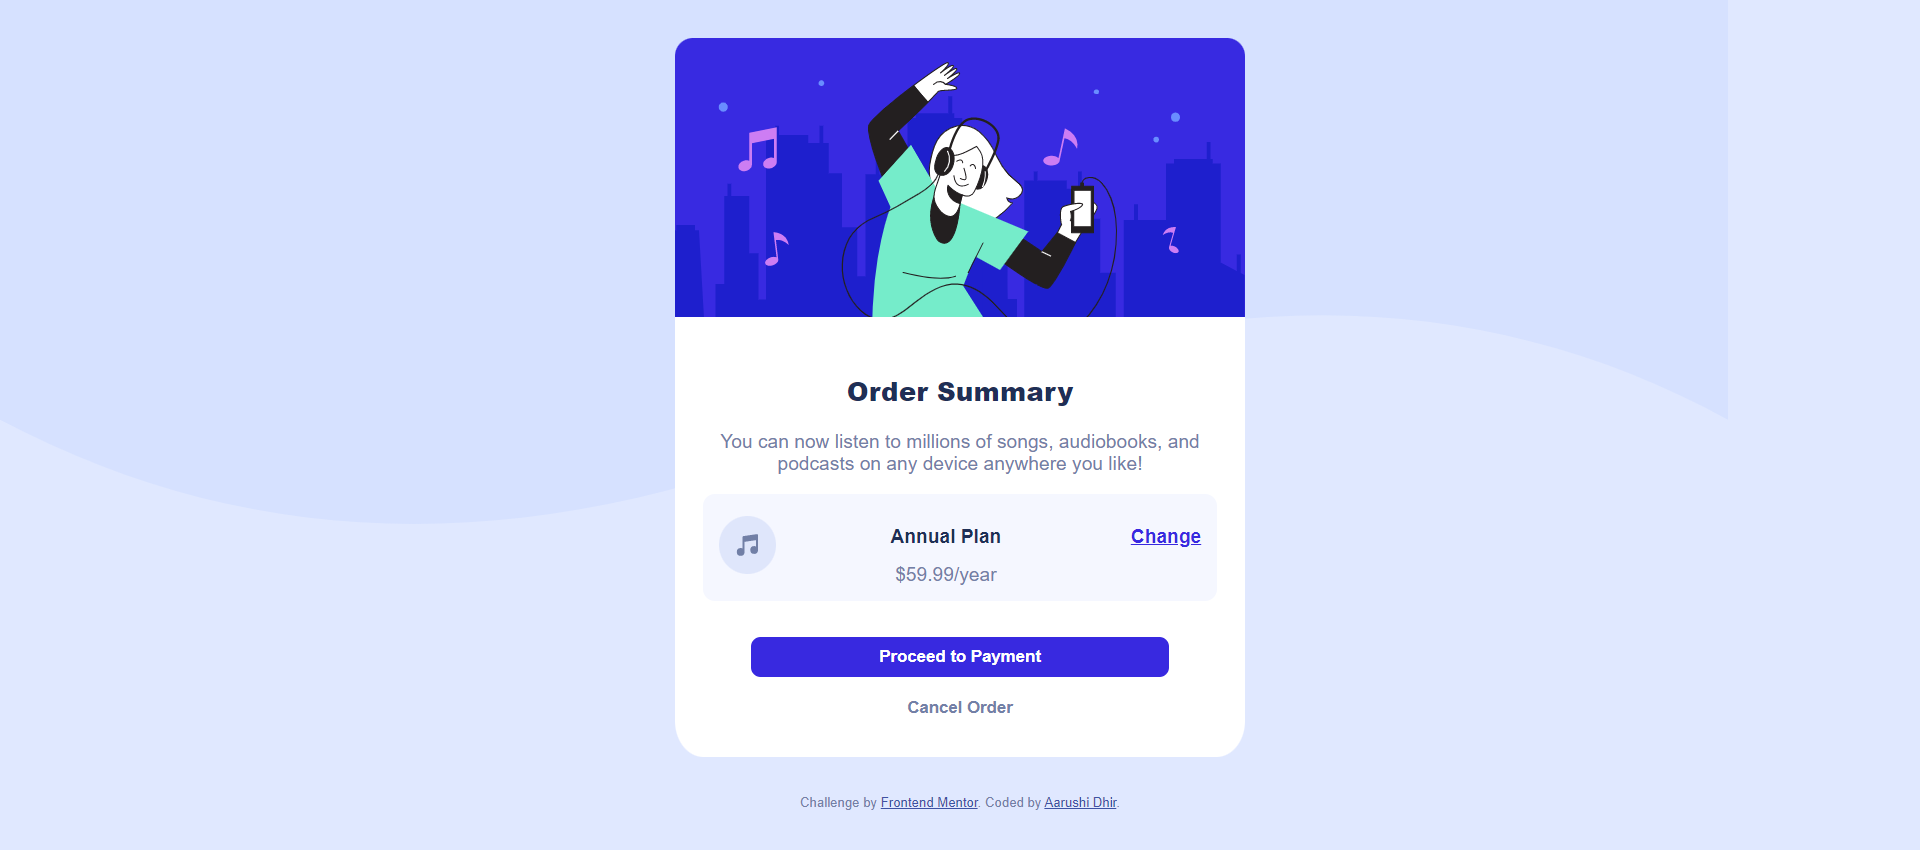 Order Summary
You can now listen to millions of songs, audiobooks, and
podcasts on any device anywhere you like!
Annual Plan
Change
$59.99/year
Proceed to Payment
Cancel Order
Challenge by Frontend Mentor. Coded by Aarushi Dhir.